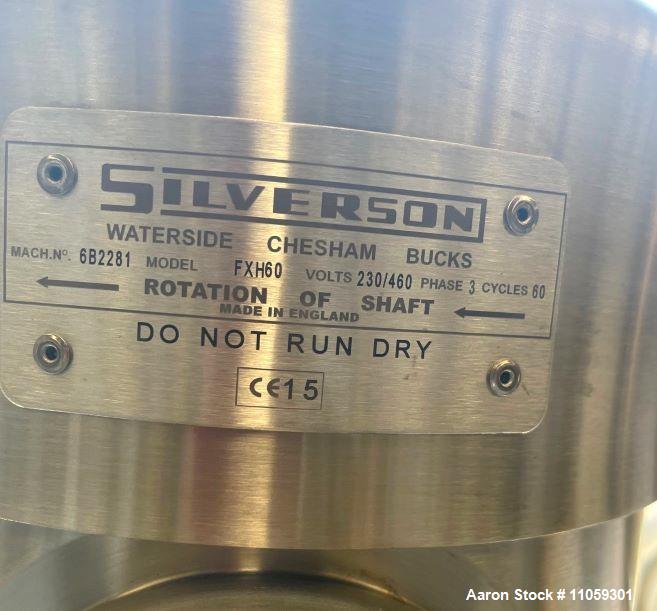 SILVERSON
WATERSIDE CHESHAM BUCKS
MACH.Nº. 6B2281 MODEL FXH60 VOLTS 230/460 PHASE 3 CYCLES 60
ROTATION OF SHAFT
MADE IN ENGLAND
DO NOT RUN DRY
CE15
Aaron Stock # 11059301